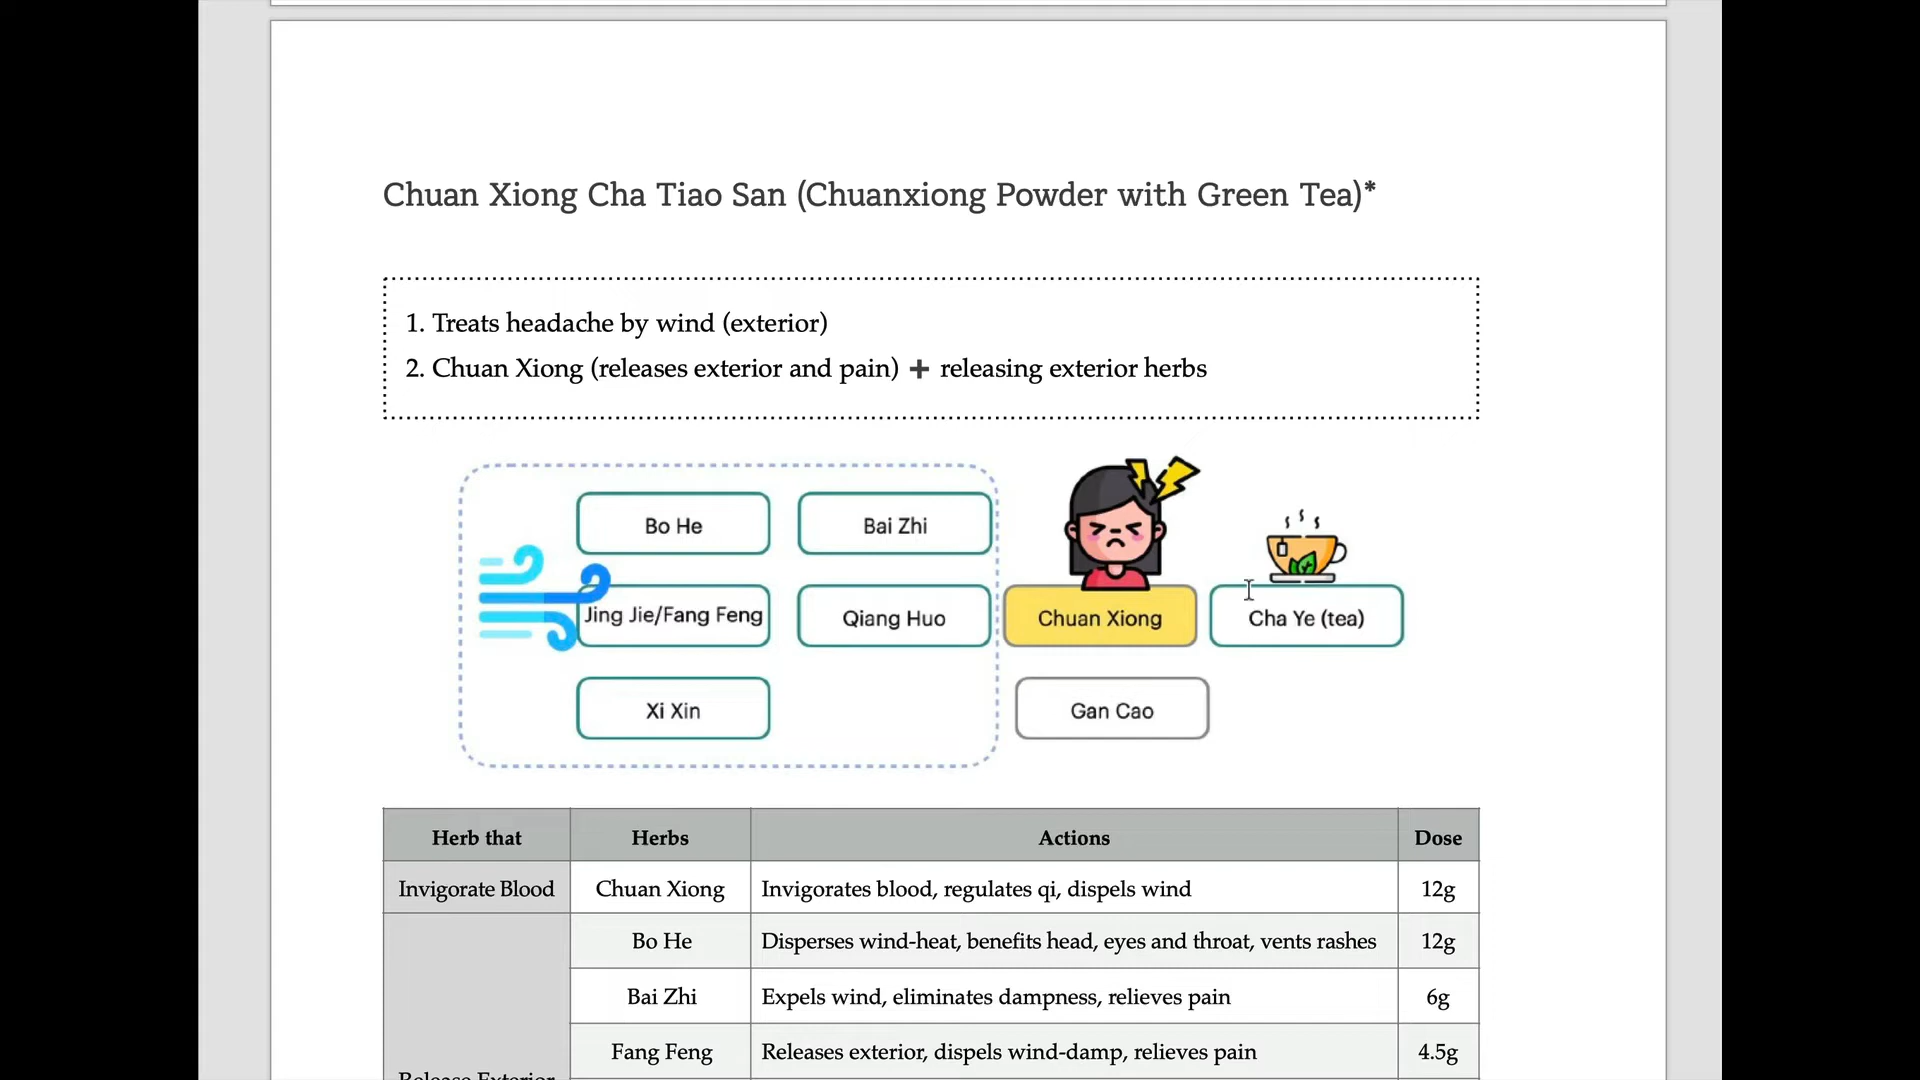 Chuan Xiong Cha Tiao San (Chuanxiong Powder with Green Tea)*
1. Treats headache by wind (exterior)
2. Chuan Xiong (releases exterior and pain) ➕ releasing exterior herbs
Bo He
Bai Zhi
Jing Jie/Fang Feng
Qiang Huo
Chuan Xiong
Cha Ye (tea)
Xi Xin
Gan Cao
Herb that Herbs Actions Dose
Invigorate Blood Chuan Xiong Invigorates blood, regulates qi, dispels wind 12g
Bo He Disperses wind-heat, benefits head, eyes and throat, vents rashes 12g
Bai Zhi Expels wind, eliminates dampness, relieves pain 6g
Fang Feng Releases exterior, dispels wind-damp, relieves pain 4.5g
Release Exterior